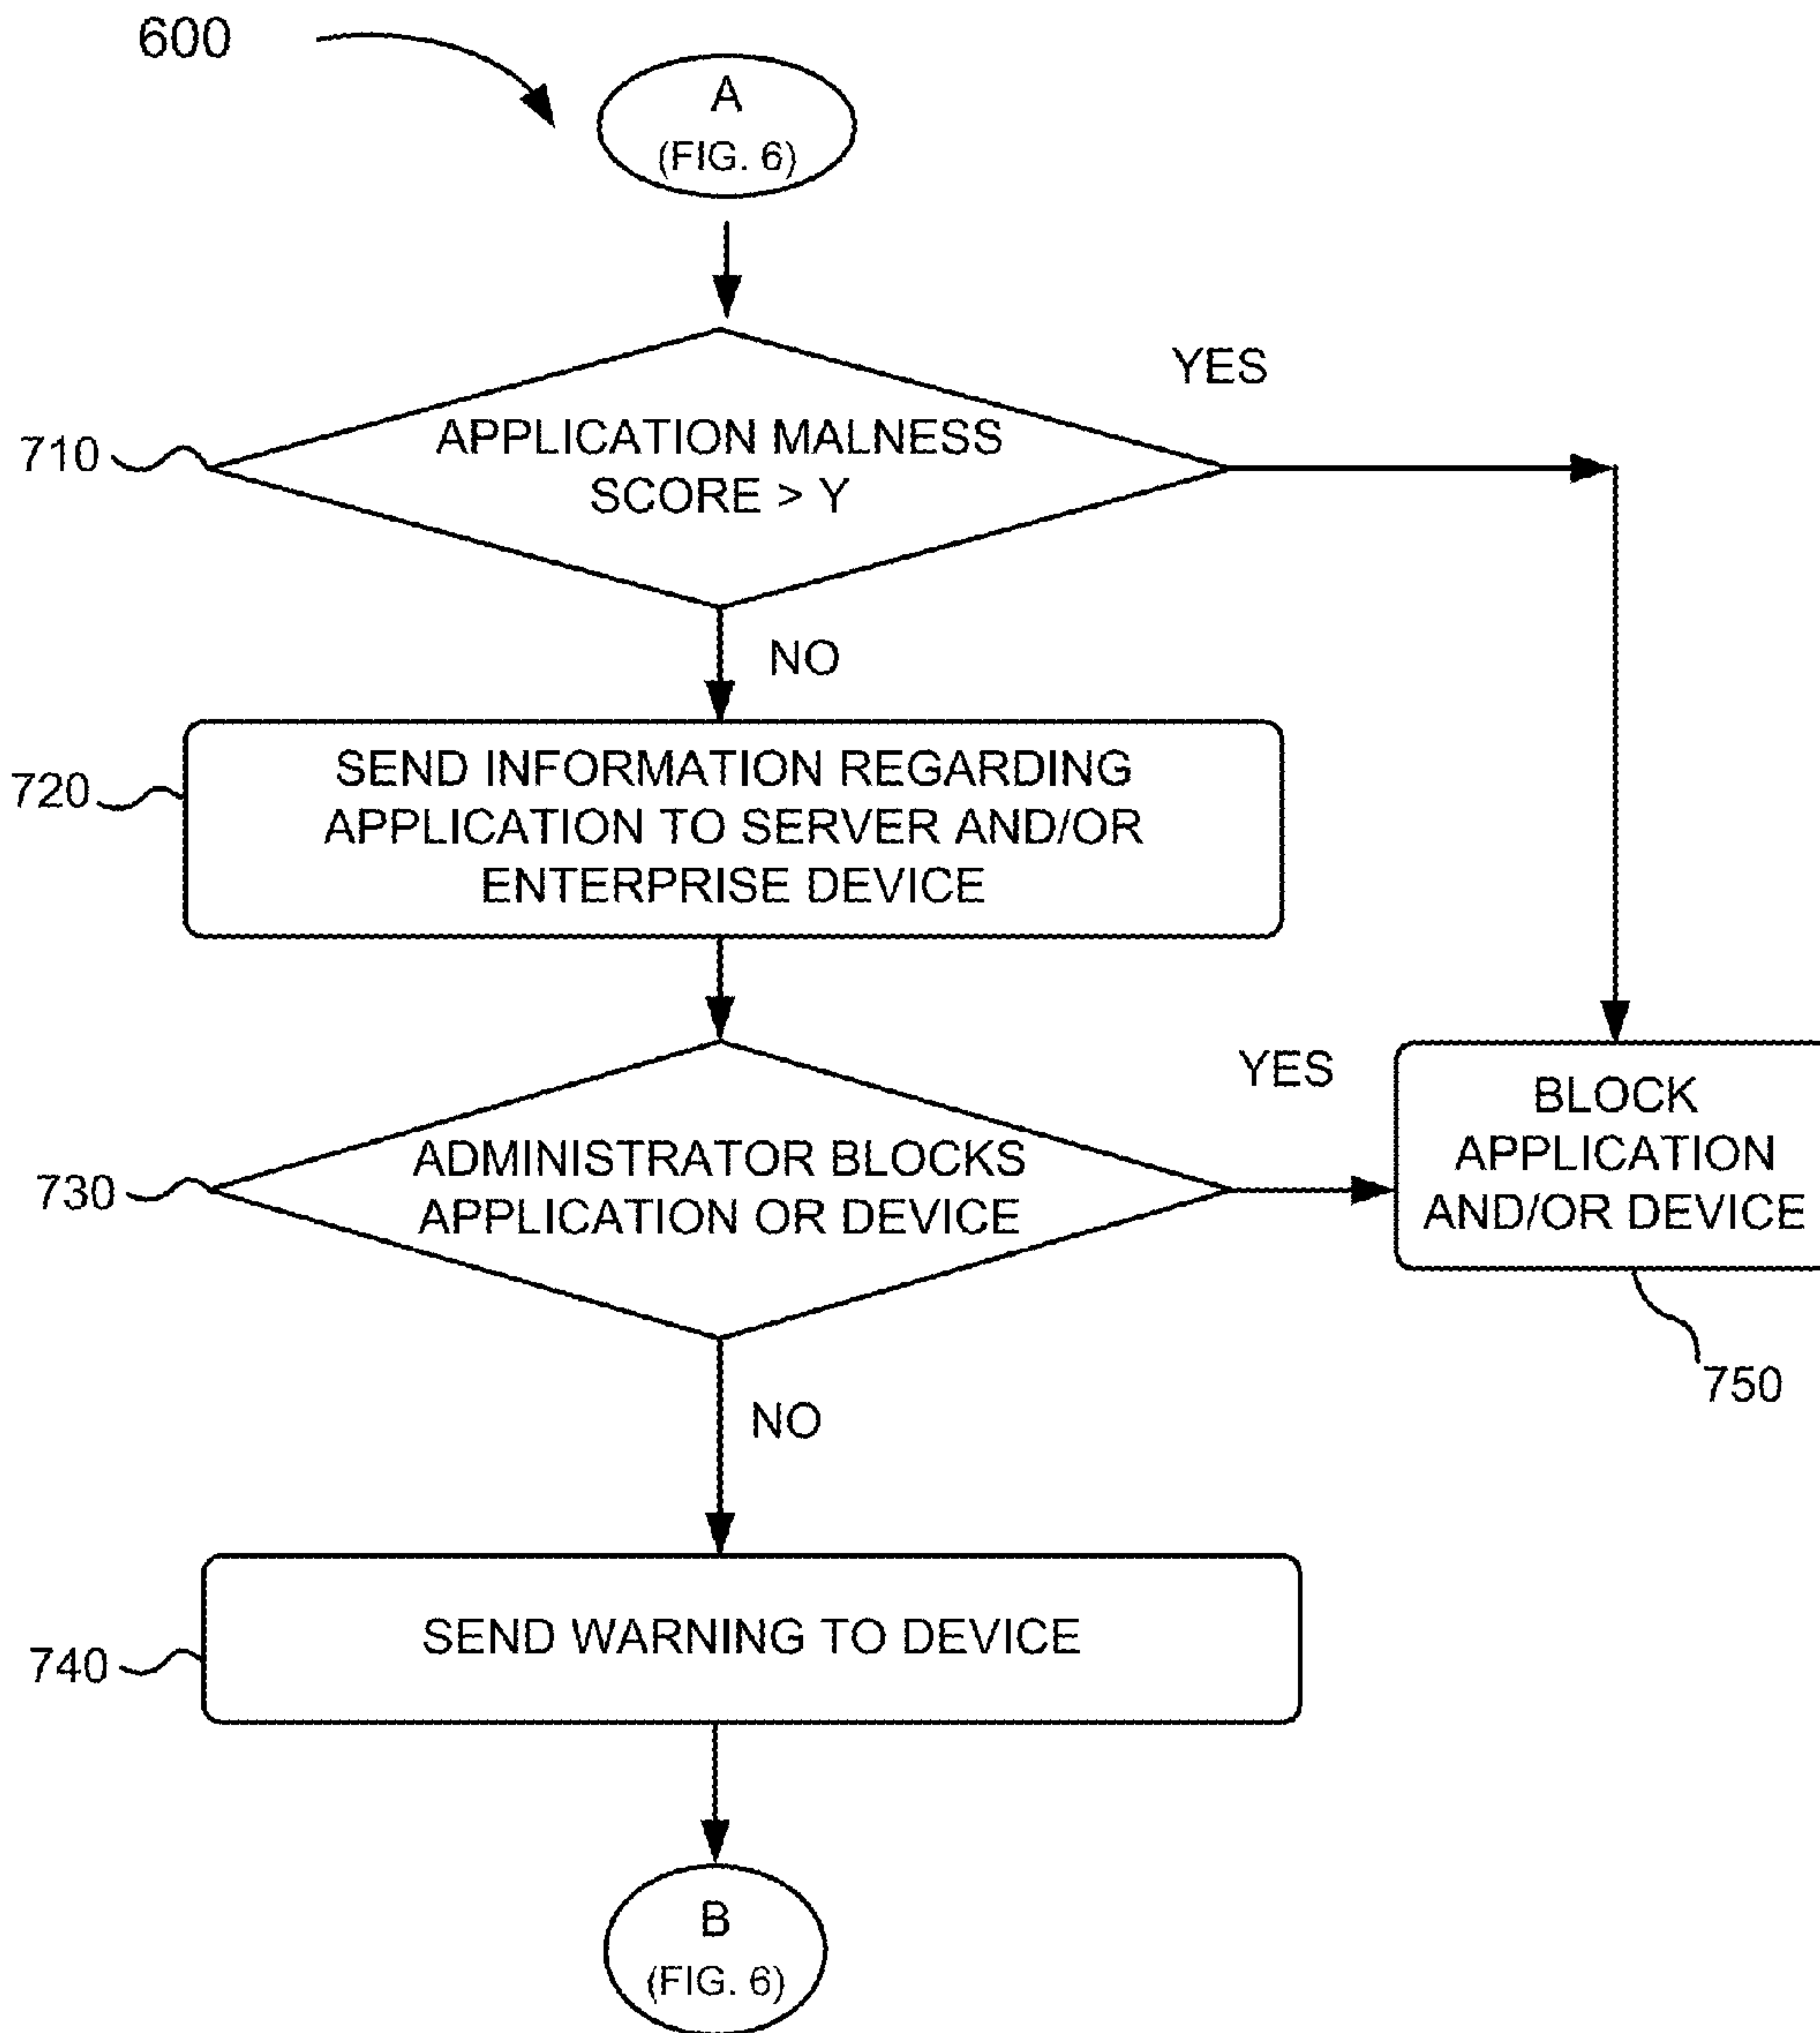 600
A
(FIG. 6)
YES
710
APPLICATION MALNESS
SCORE > Y
NO
720
SEND INFORMATION REGARDING
APPLICATION TO SERVER AND/OR
ENTERPRISE DEVICE
YES
730
ADMINISTRATOR BLOCKS
APPLICATION OR DEVICE
BLOCK
APPLICATION
AND/OR DEVICE
750
NO
740
SEND WARNING TO DEVICE
B
(FIG. 6)